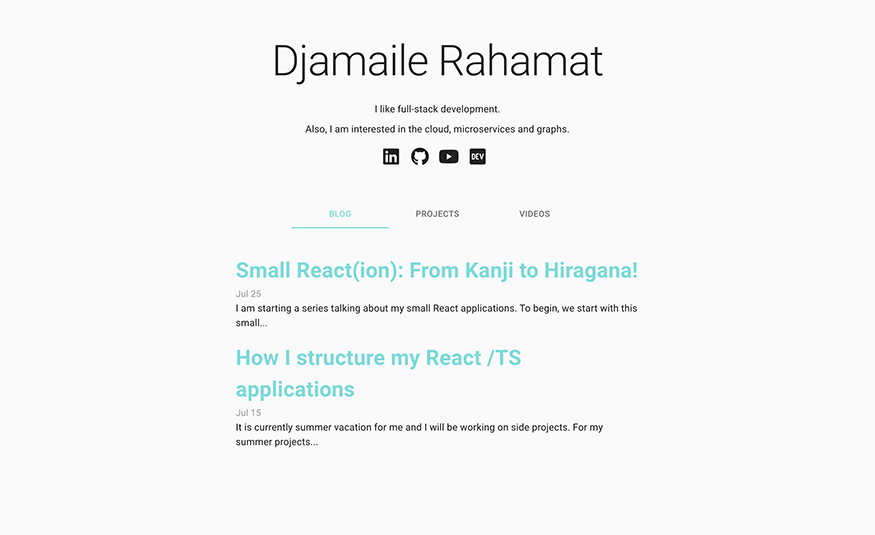 Djamaile Rahamat
I like full-stack development.
Also, I am interested in the cloud, microservices and graphs.
in
DEV
BLOG PROJECTS VIDEOS
Small React(ion): From Kanji to Hiragana!
Jul 25
I am starting a series talking about my small React applications. To begin, we start with this
small...
How I structure my React /TS
applications
Jul 15
It is currently summer vacation for me and I will be working on side projects. For my
summer projects...